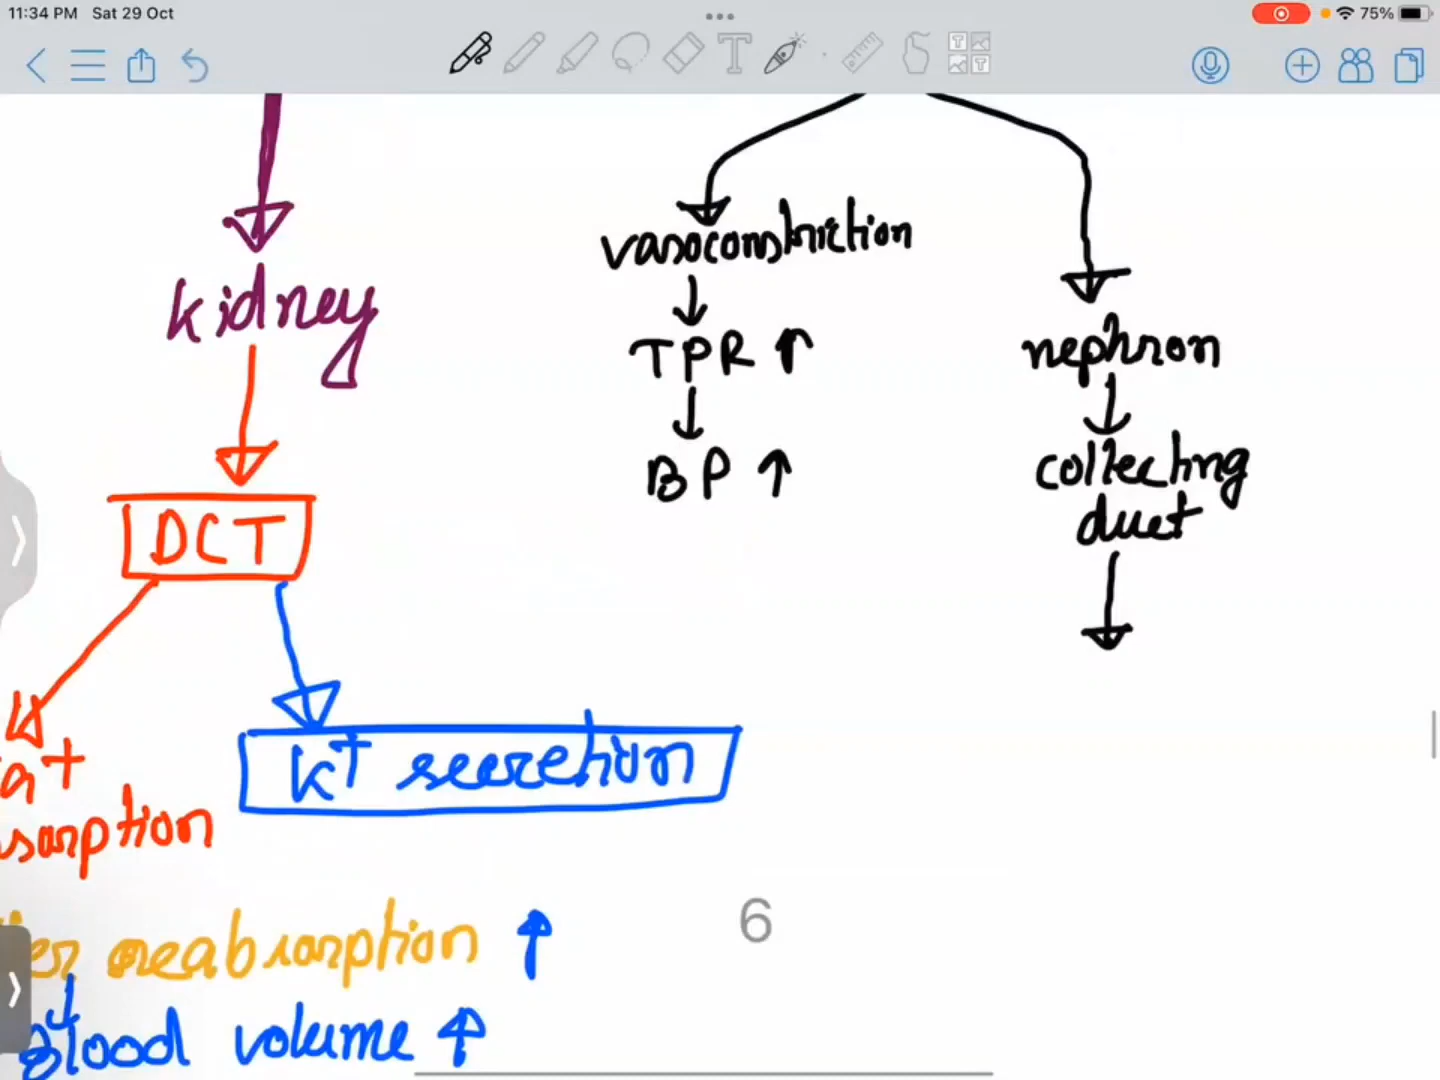 11:34 PM Sat 29 Oct
75%
kidney
DCT
a+
sorption
K+ secretion
er reabsorption ↑
Blood volume ↑
vasoconstriction
↓
TPR ↑
↓
BP ↑
nephron
↓
collecting
duct
↓
6